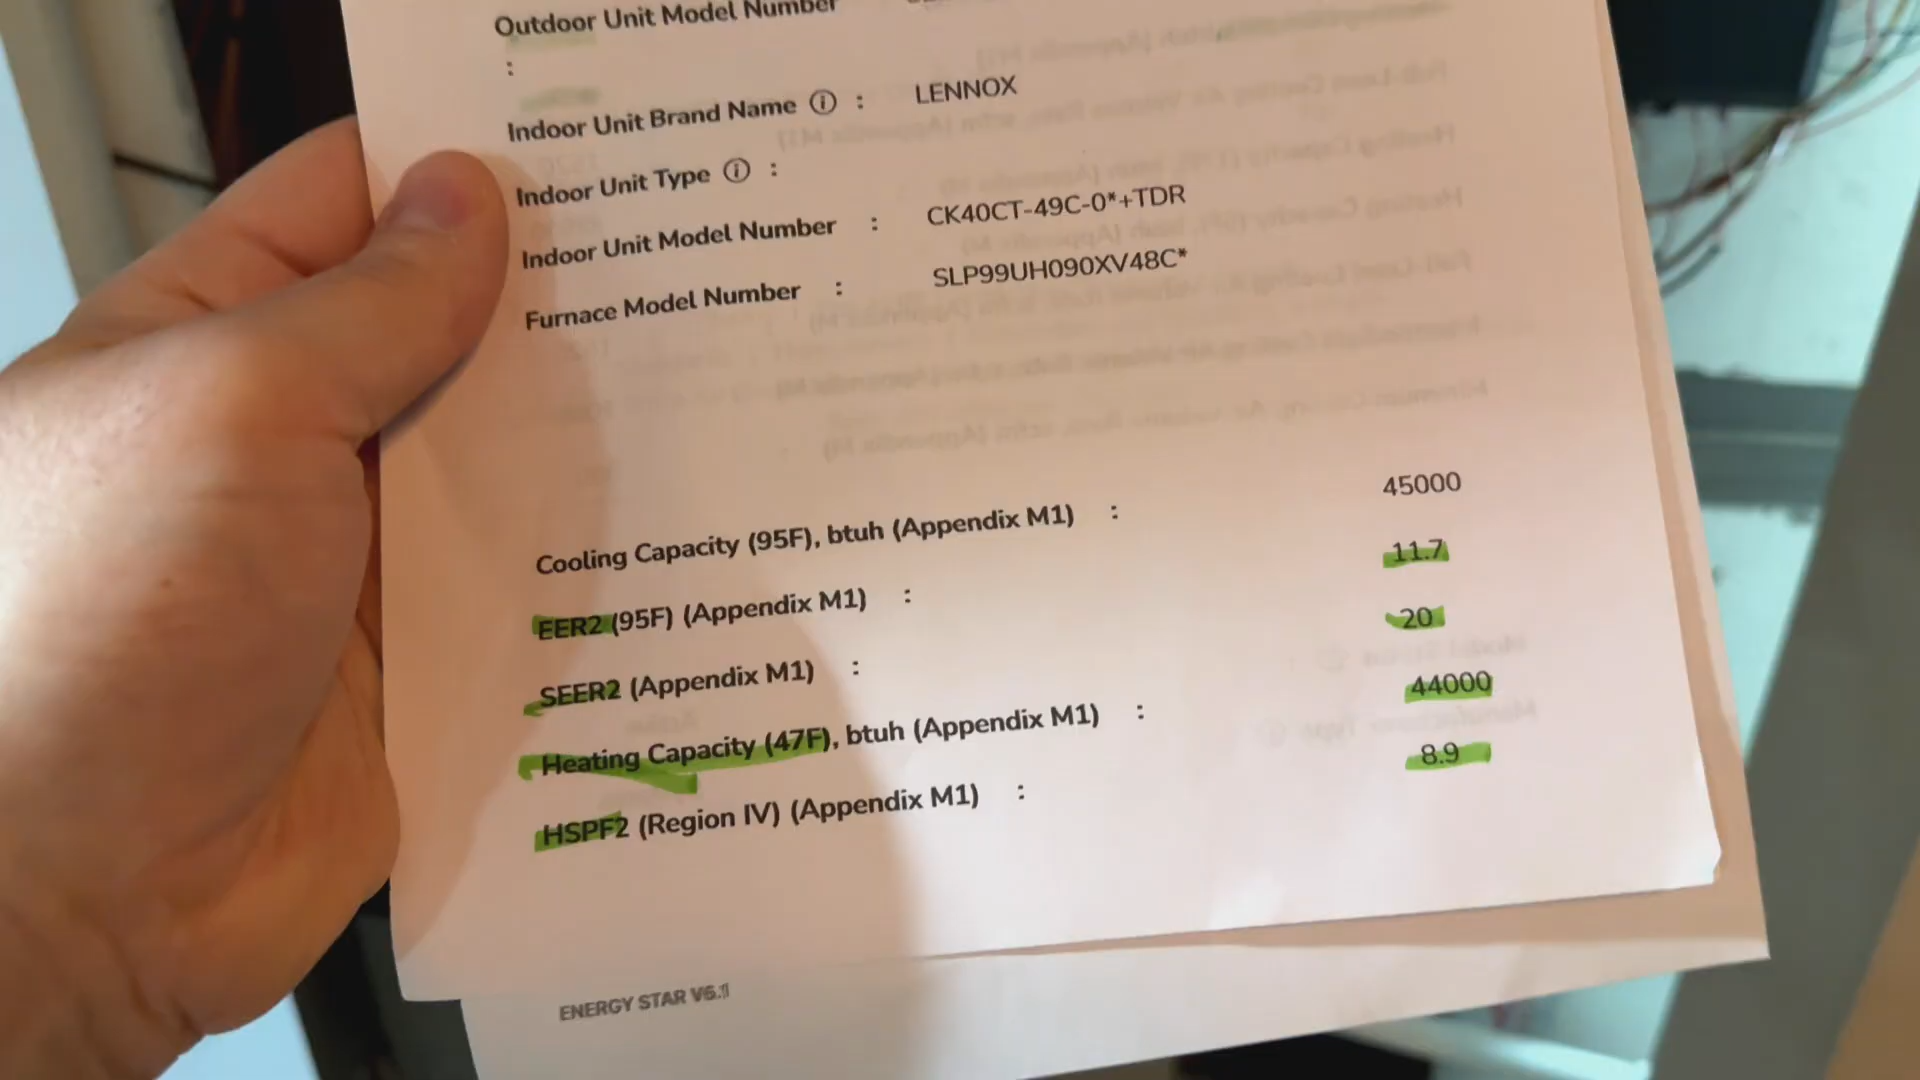 Outdoor Unit Model Number
:
Indoor Unit Brand Name ⓘ : LENNOX
Indoor Unit Type ⓘ :
Indoor Unit Model Number : CK40CT-49C-0*+TDR
Furnace Model Number : SLP99UH090XV48C*
Cooling Capacity (95F), btuh (Appendix M1) : 45000
EER2 (95F) (Appendix M1) : 11.7
SEER2 (Appendix M1) : 20
Heating Capacity (47F), btuh (Appendix M1) : 44000
HSPF2 (Region IV) (Appendix M1) : 8.9
ENERGY STAR V6.1